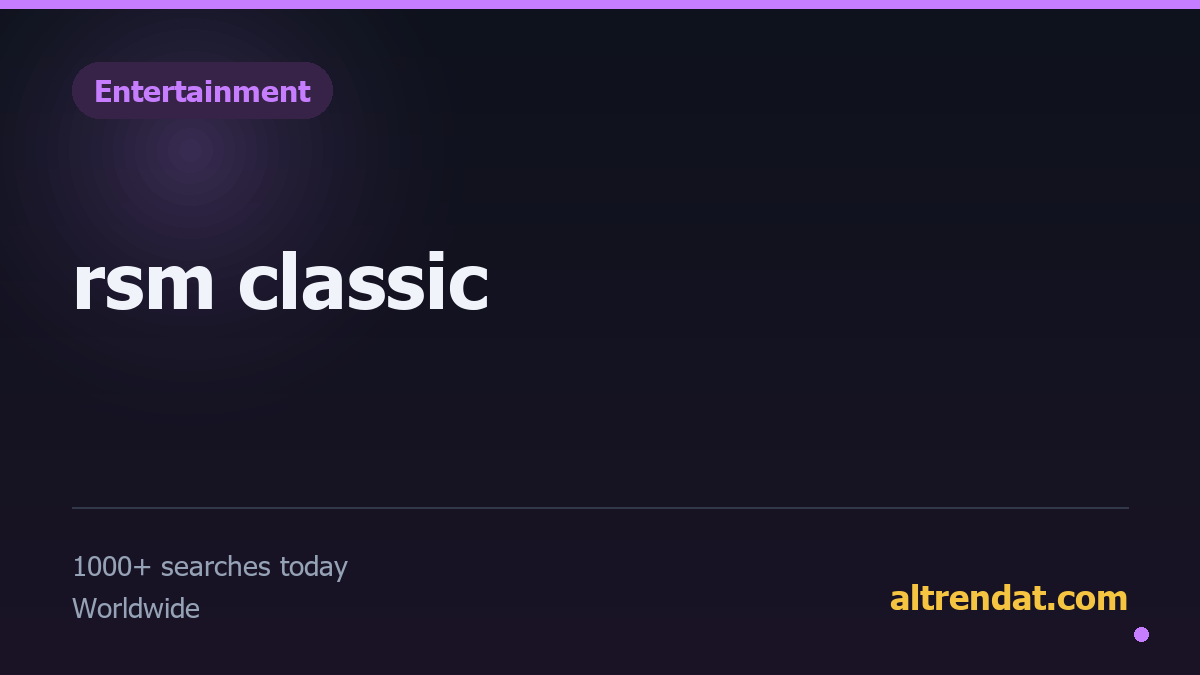 Entertainment
rsm classic
1000+ searches today
Worldwide
altrendat.com